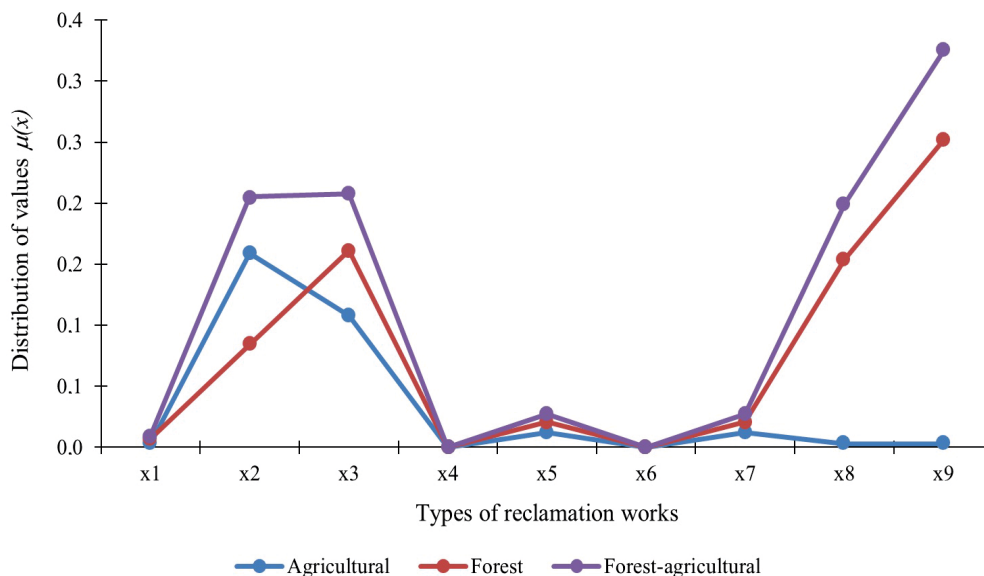 0.4
0.3
0.3
0.2
0.2
0.1
0.1
0.0
Distribution of values μ(x)
x1 x2 x3 x4 x5 x6 x7 x8 x9
Types of reclamation works
Agricultural Forest Forest-agricultural